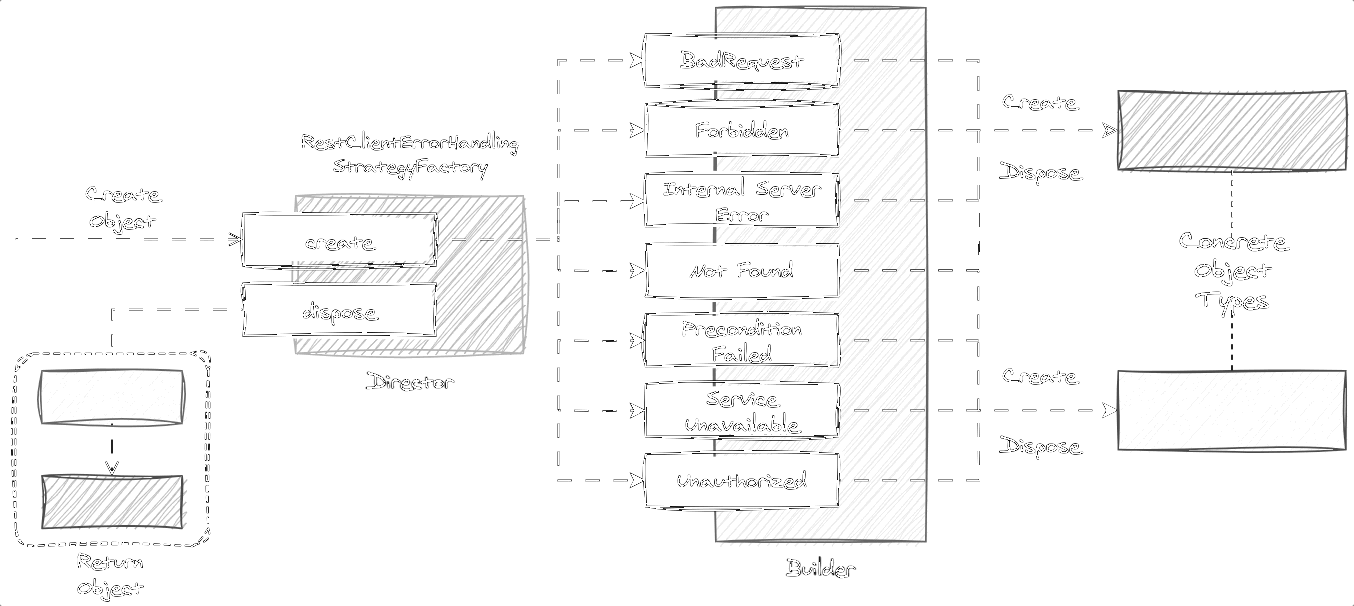 RestClientErrorHandling
StrategyFactory
Create
Object
create
dispose
Director
Return
Object
BadRequest
Forbidden
Internal Server
Error
Not Found
Precondition
Failed
Service
Unavailable
Unauthorized
Builder
Create
Dispose
Concrete
Object
Types
Create
Dispose